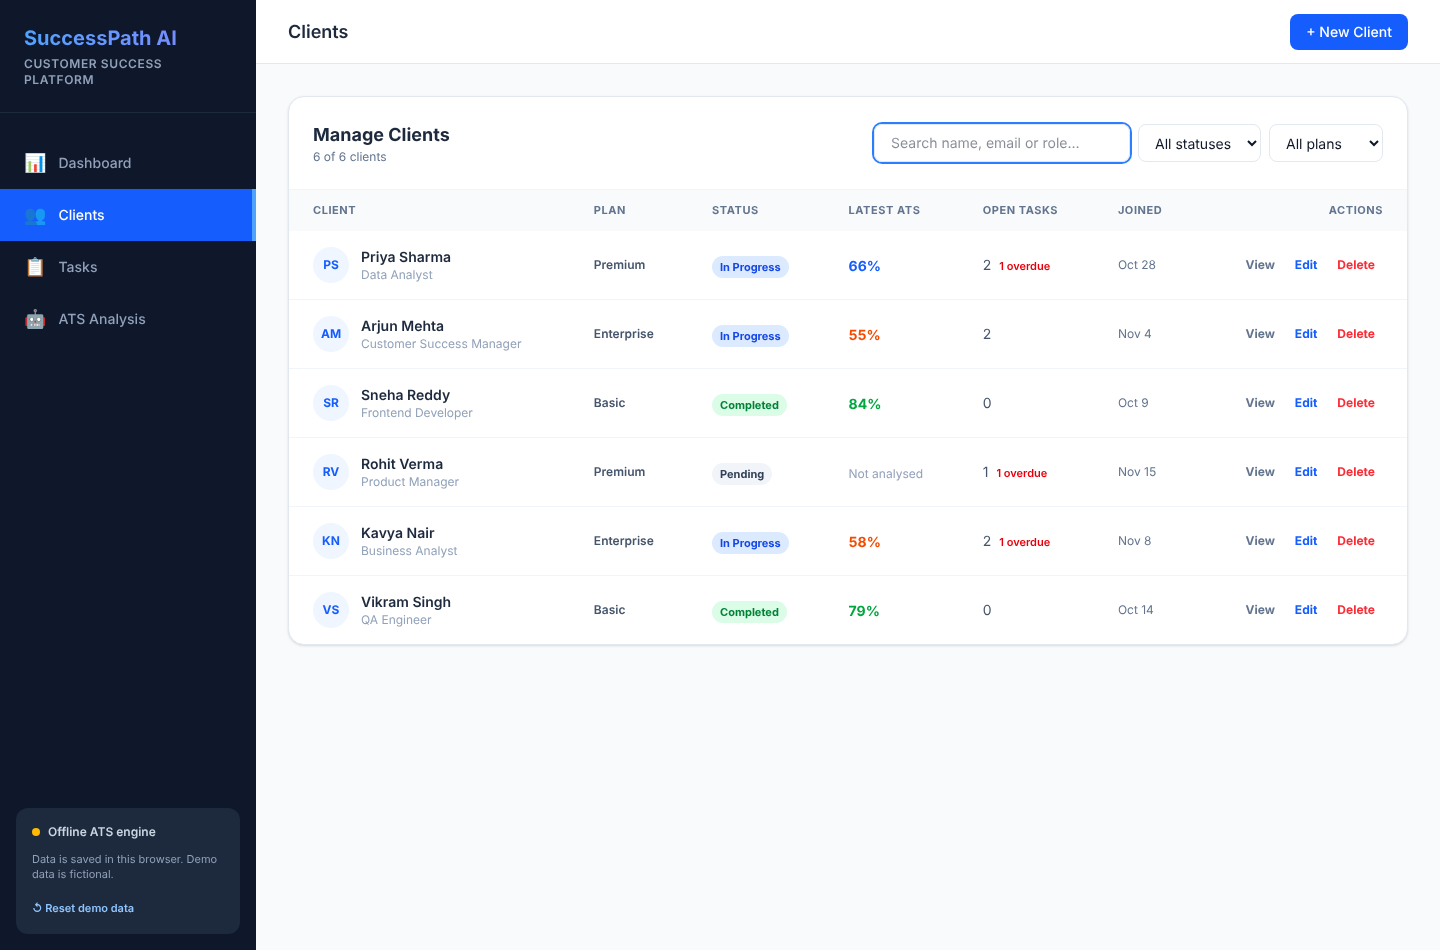 SuccessPath AI
CUSTOMER SUCCESS
PLATFORM
Dashboard
Clients
Tasks
ATS Analysis
Offline ATS engine
Data is saved in this browser. Demo
data is fictional.
↺ Reset demo data
Clients
+ New Client
Manage Clients
6 of 6 clients
Search name, email or role...
All statuses
All plans
CLIENT PLAN STATUS LATEST ATS OPEN TASKS JOINED ACTIONS
PS Priya Sharma Premium In Progress 66% 2 1 overdue Oct 28 View Edit Delete
Data Analyst
AM Arjun Mehta Enterprise In Progress 55% 2 Nov 4 View Edit Delete
Customer Success Manager
SR Sneha Reddy Basic Completed 84% 0 Oct 9 View Edit Delete
Frontend Developer
RV Rohit Verma Premium Pending Not analysed 1 1 overdue Nov 15 View Edit Delete
Product Manager
KN Kavya Nair Enterprise In Progress 58% 2 1 overdue Nov 8 View Edit Delete
Business Analyst
VS Vikram Singh Basic Completed 79% 0 Oct 14 View Edit Delete
QA Engineer